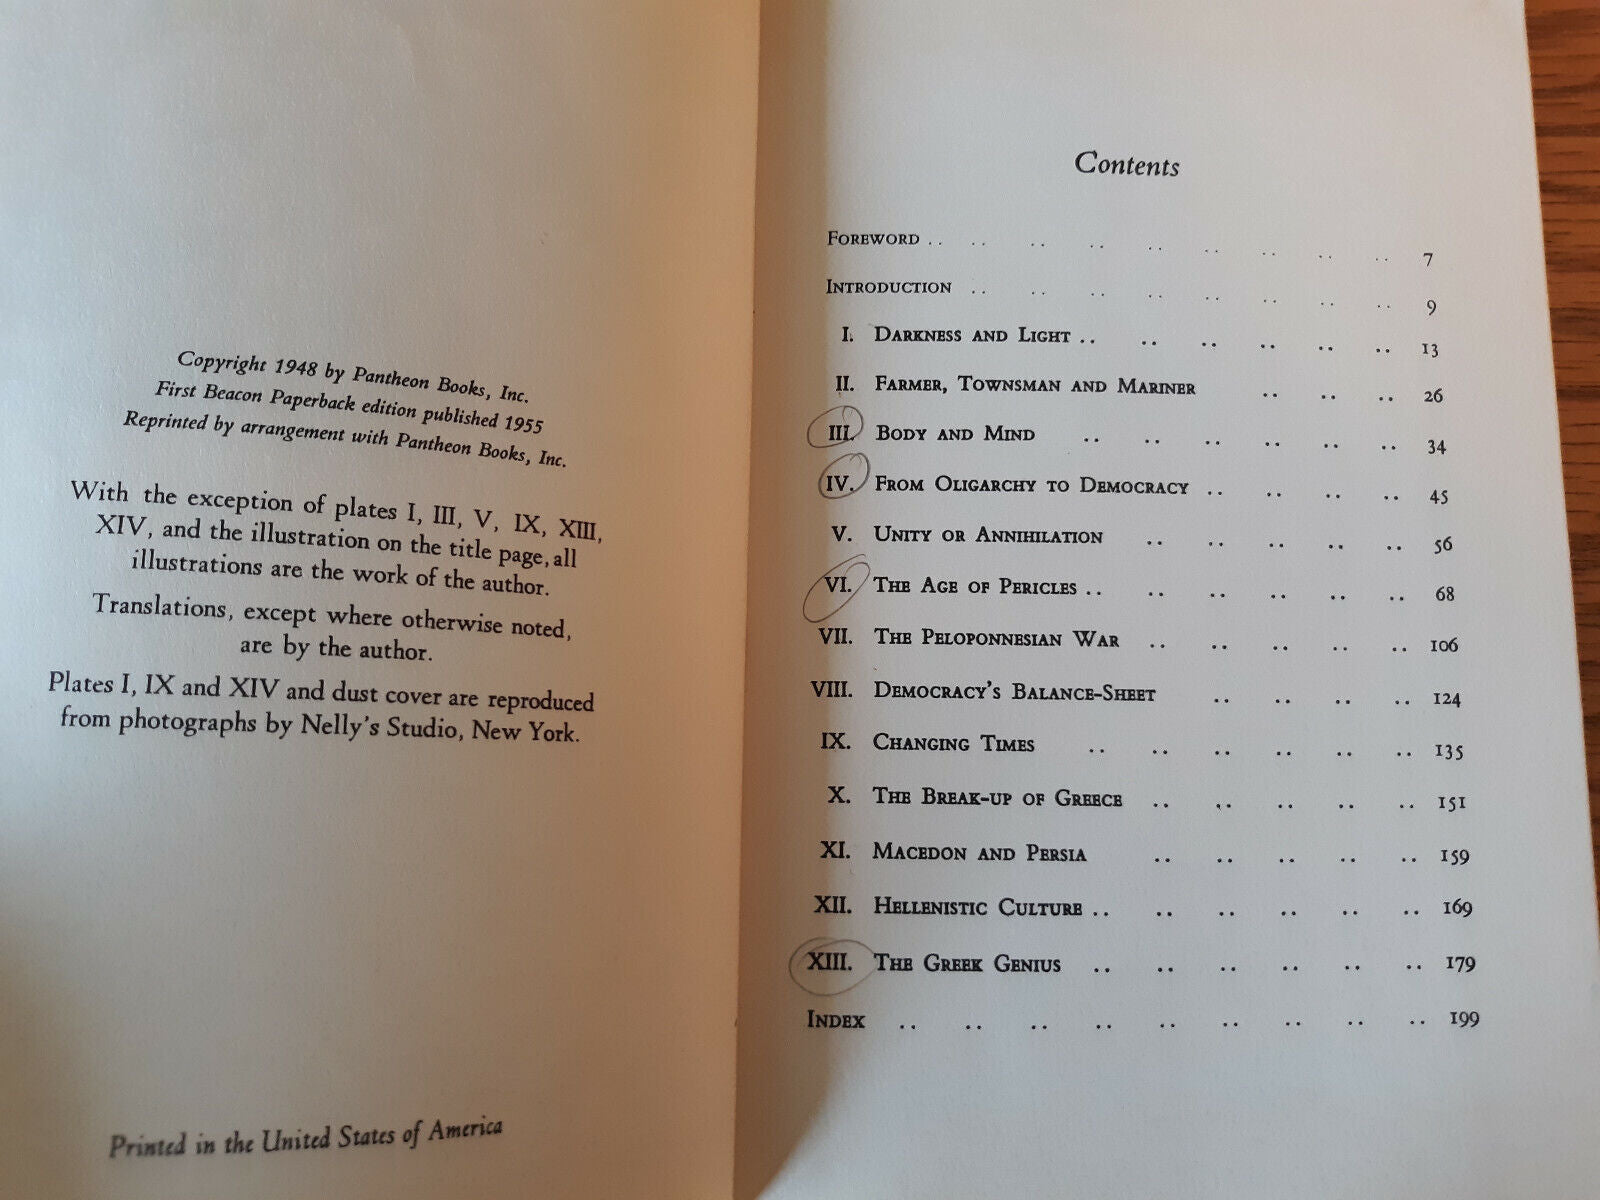 Copyright 1948 by Pantheon Books, Inc.
First Beacon Paperback edition published 1955
Reprinted by arrangement with Pantheon Books, Inc.
With the exception of plates I, III, V, IX, XIII,
XIV, and the illustration on the title page, all
illustrations are the work of the author.
Translations, except where otherwise noted,
are by the author.
Plates I, IX and XIV and dust cover are reproduced
from photographs by Nelly's Studio, New York.
Printed in the United States of America
Contents
Foreword .. .. .. .. .. .. .. .. .. 7
Introduction .. .. .. .. .. .. .. .. 9
I. Darkness and Light .. .. .. .. .. .. 13
II. Farmer, Townsman and Mariner .. .. .. 26
III. Body and Mind .. .. .. .. .. .. 34
IV. From Oligarchy to Democracy .. .. .. .. 45
V. Unity or Annihilation .. .. .. .. .. 56
VI. The Age of Pericles .. .. .. .. .. .. 68
VII. The Peloponnesian War .. .. .. .. .. 106
VIII. Democracy's Balance-Sheet .. .. .. .. 124
IX. Changing Times .. .. .. .. .. .. 135
X. The Break-up of Greece .. .. .. .. .. 151
XI. Macedon and Persia .. .. .. .. .. 159
XII. Hellenistic Culture .. .. .. .. .. .. 169
XIII. The Greek Genius .. .. .. .. .. .. 179
Index .. .. .. .. .. .. .. .. .. 199